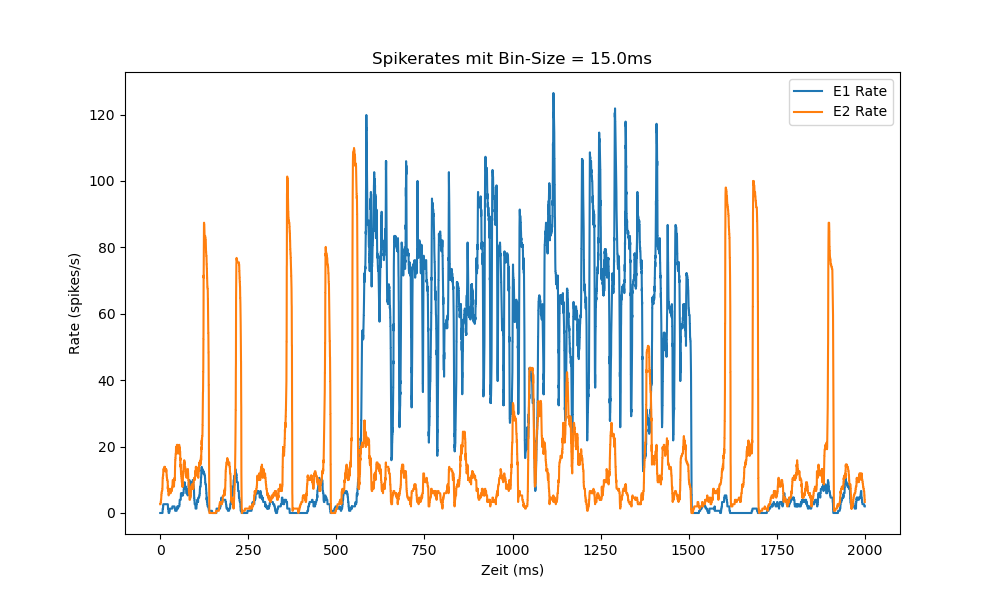 Spikerates mit Bin-Size = 15.0ms
E1 Rate
E2 Rate
Rate (spikes/s)
120
100
80
60
40
20
0
0 250 500 750 1000 1250 1500 1750 2000
Zeit (ms)